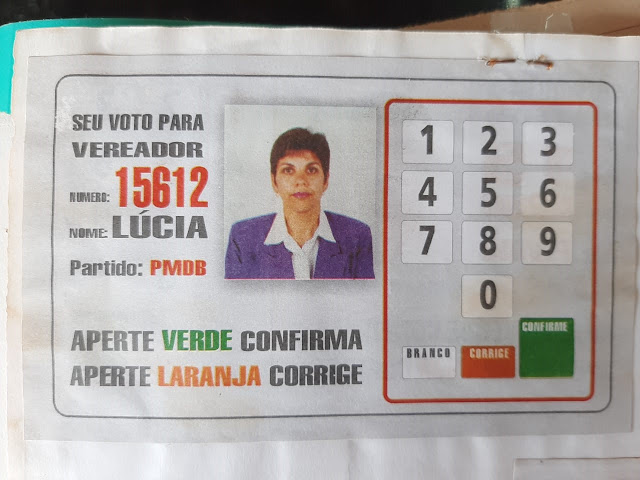 SEU VOTO PARA
VEREADOR
NUMERO: 15612
NOME: LÚCIA
Partido: PMDB
APERTE VERDE CONFIRMA
APERTE LARANJA CORRIGE
1 2 3
4 5 6
7 8 9
0
BRANCO CORRIGE CONFIRME